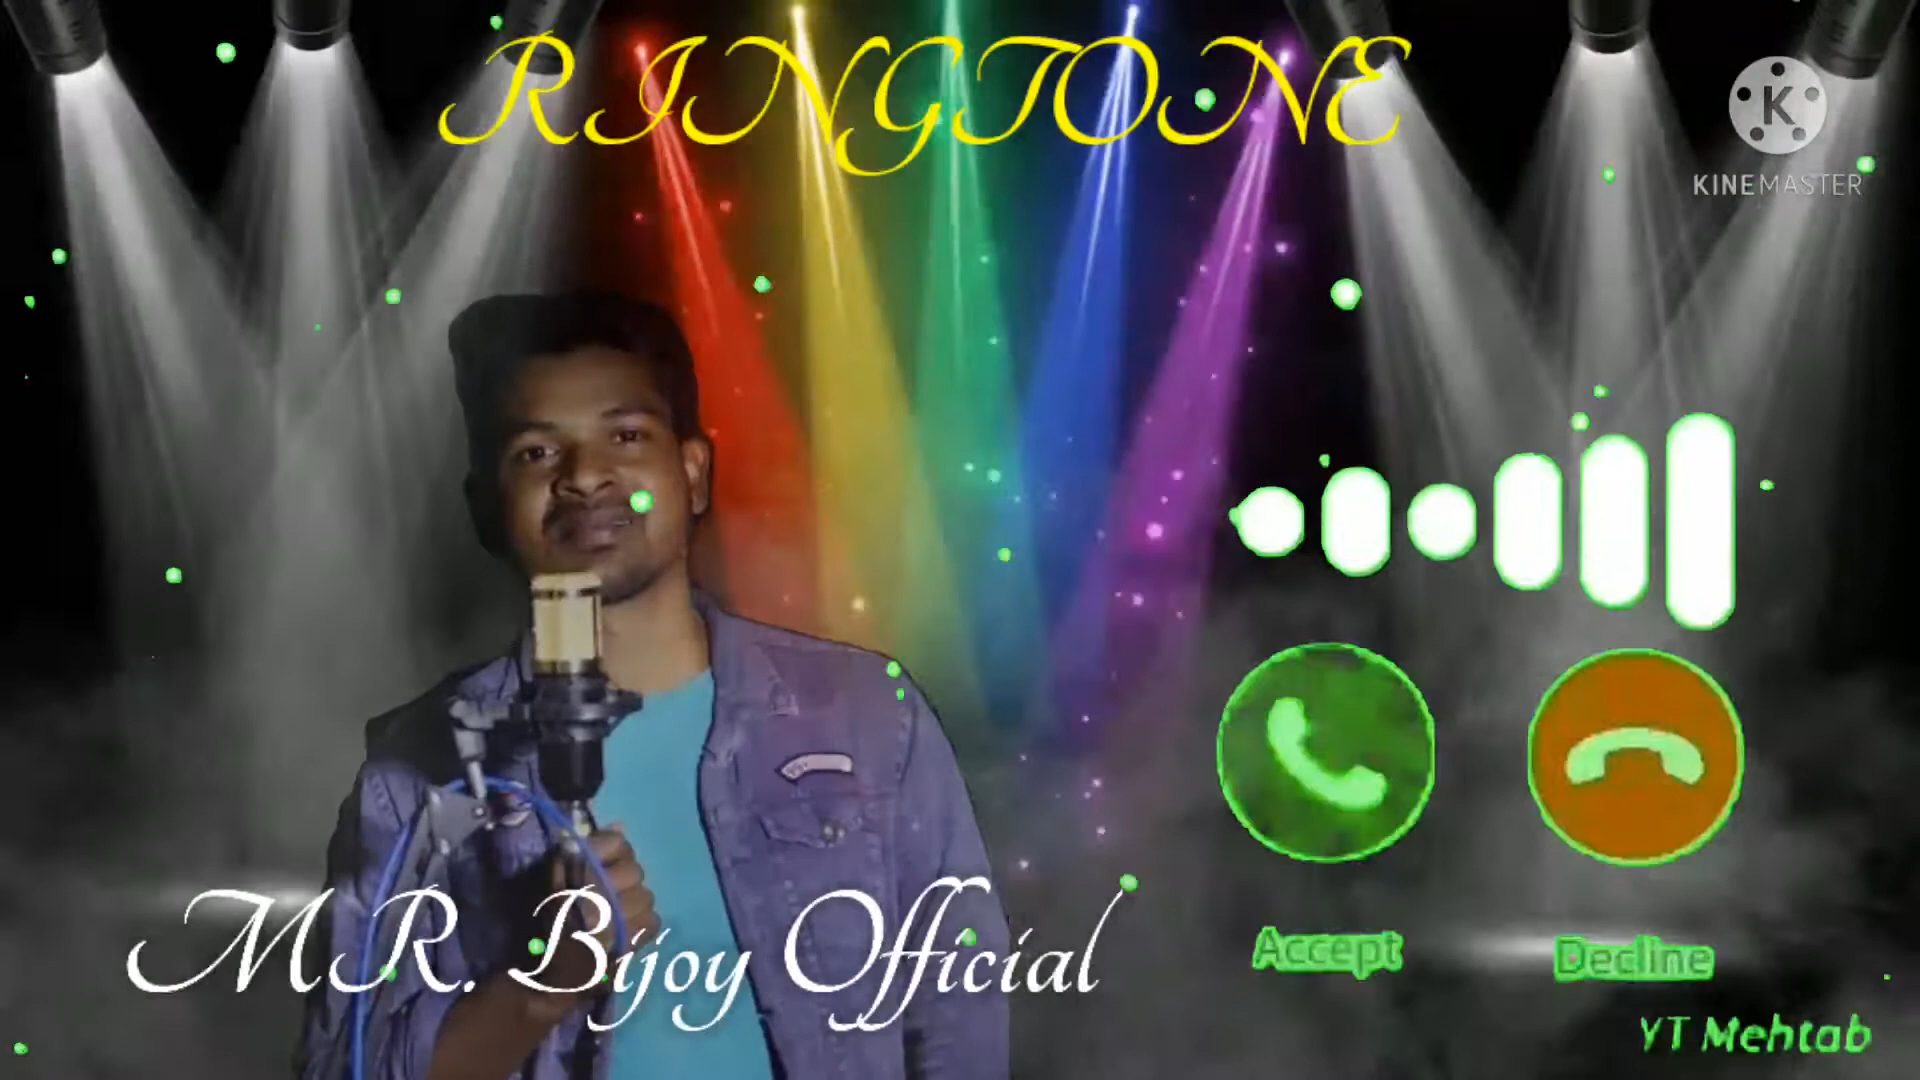 RINGTONE
K
KINEMASTER
Accept
Decline
MR. Bijoy Official
YT Mehtab